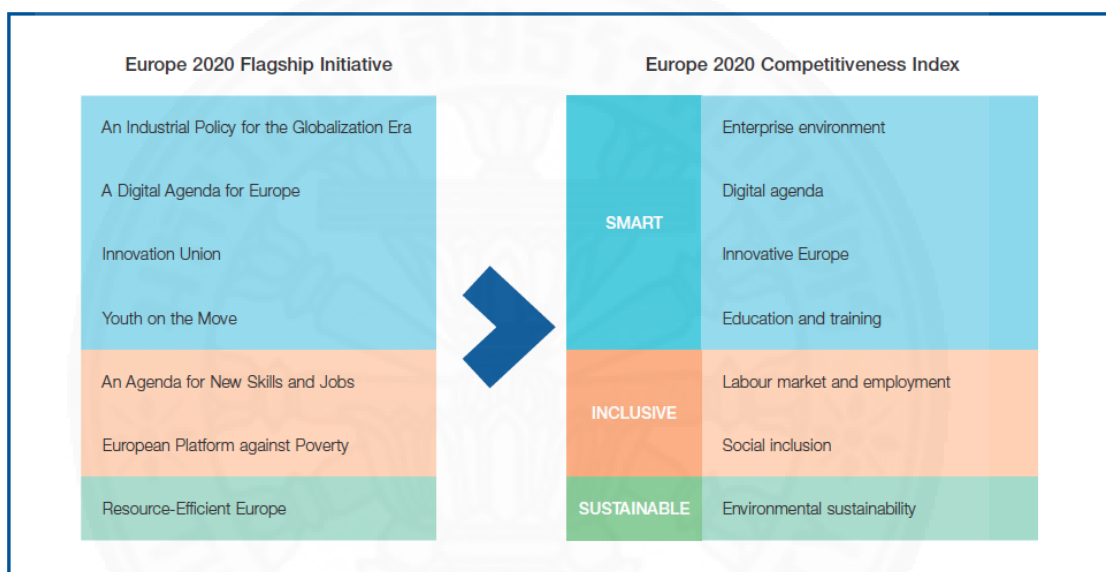 Europe 2020 Flagship Initiative
Europe 2020 Competitiveness Index
An Industrial Policy for the Globalization Era
A Digital Agenda for Europe
Innovation Union
Youth on the Move
An Agenda for New Skills and Jobs
European Platform against Poverty
Resource-Efficient Europe
SMART
Enterprise environment
Digital agenda
Innovative Europe
Education and training
INCLUSIVE
Labour market and employment
Social inclusion
SUSTAINABLE
Environmental sustainability